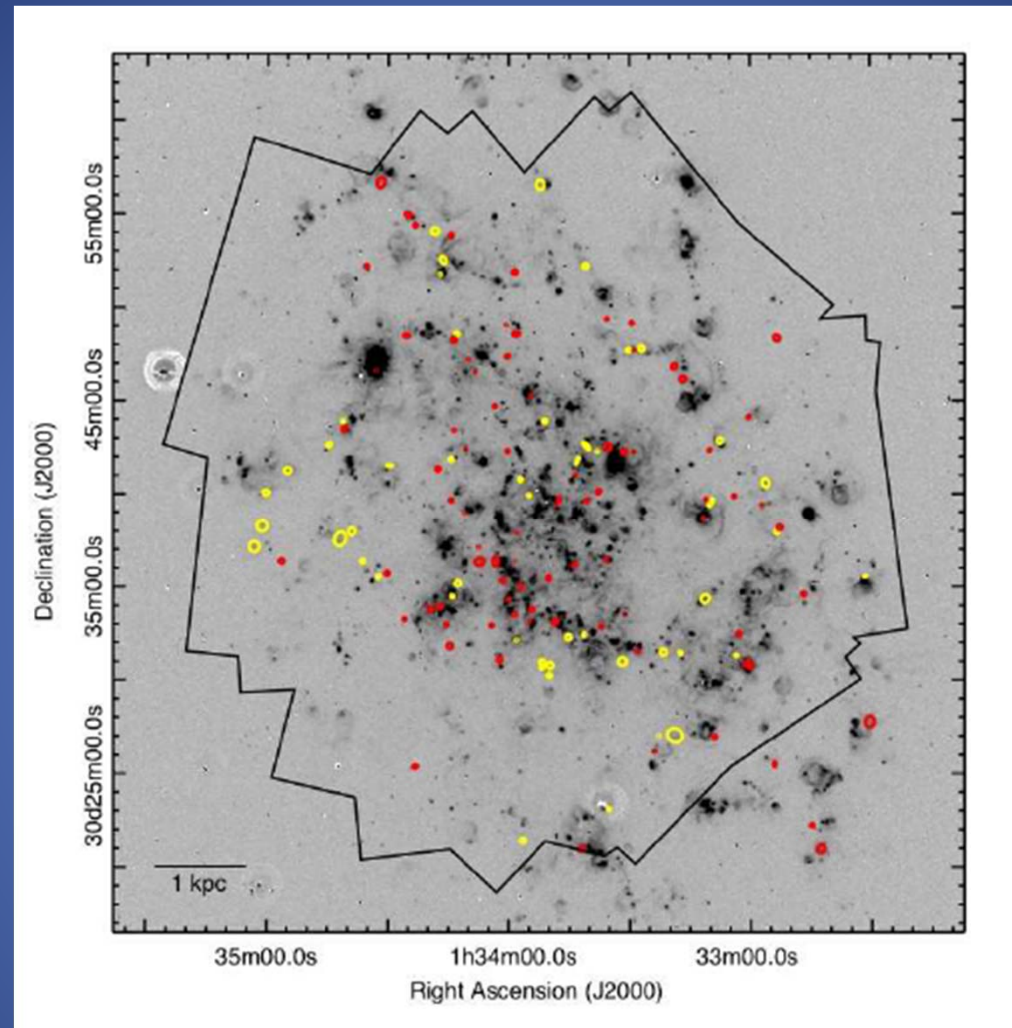 Declination (J2000)
55m00.0s
45m00.0s
35m00.0s
30d25m00.0s
1 kpc
35m00.0s
1h34m00.0s
33m00.0s
Right Ascension (J2000)